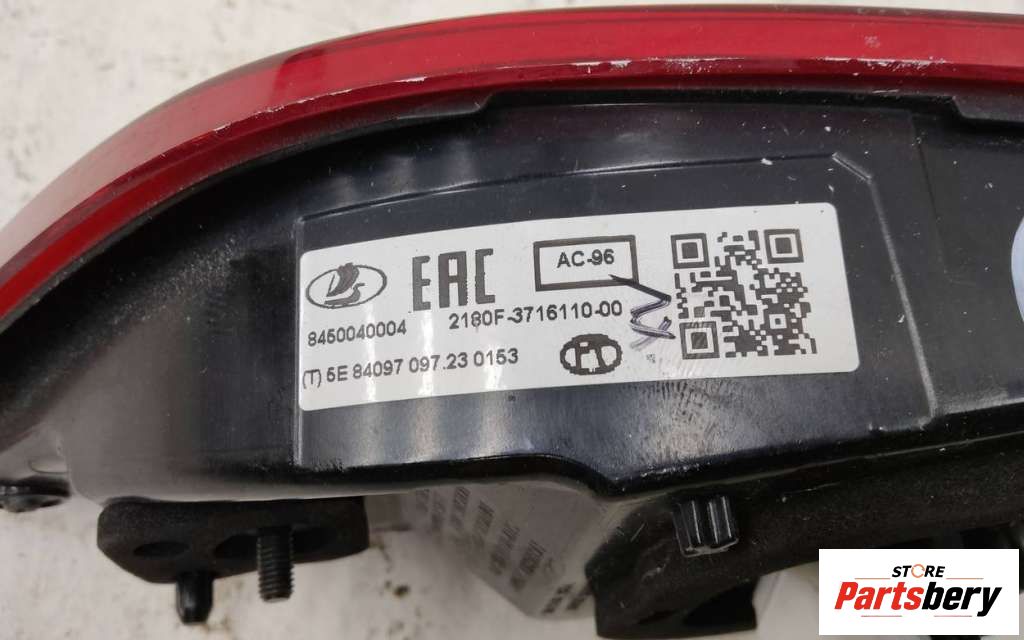 EAC
AC-96
8450040004
2180F-3716110-00
(T) 5E 84097 097.23 0153
STORE
Partsbery